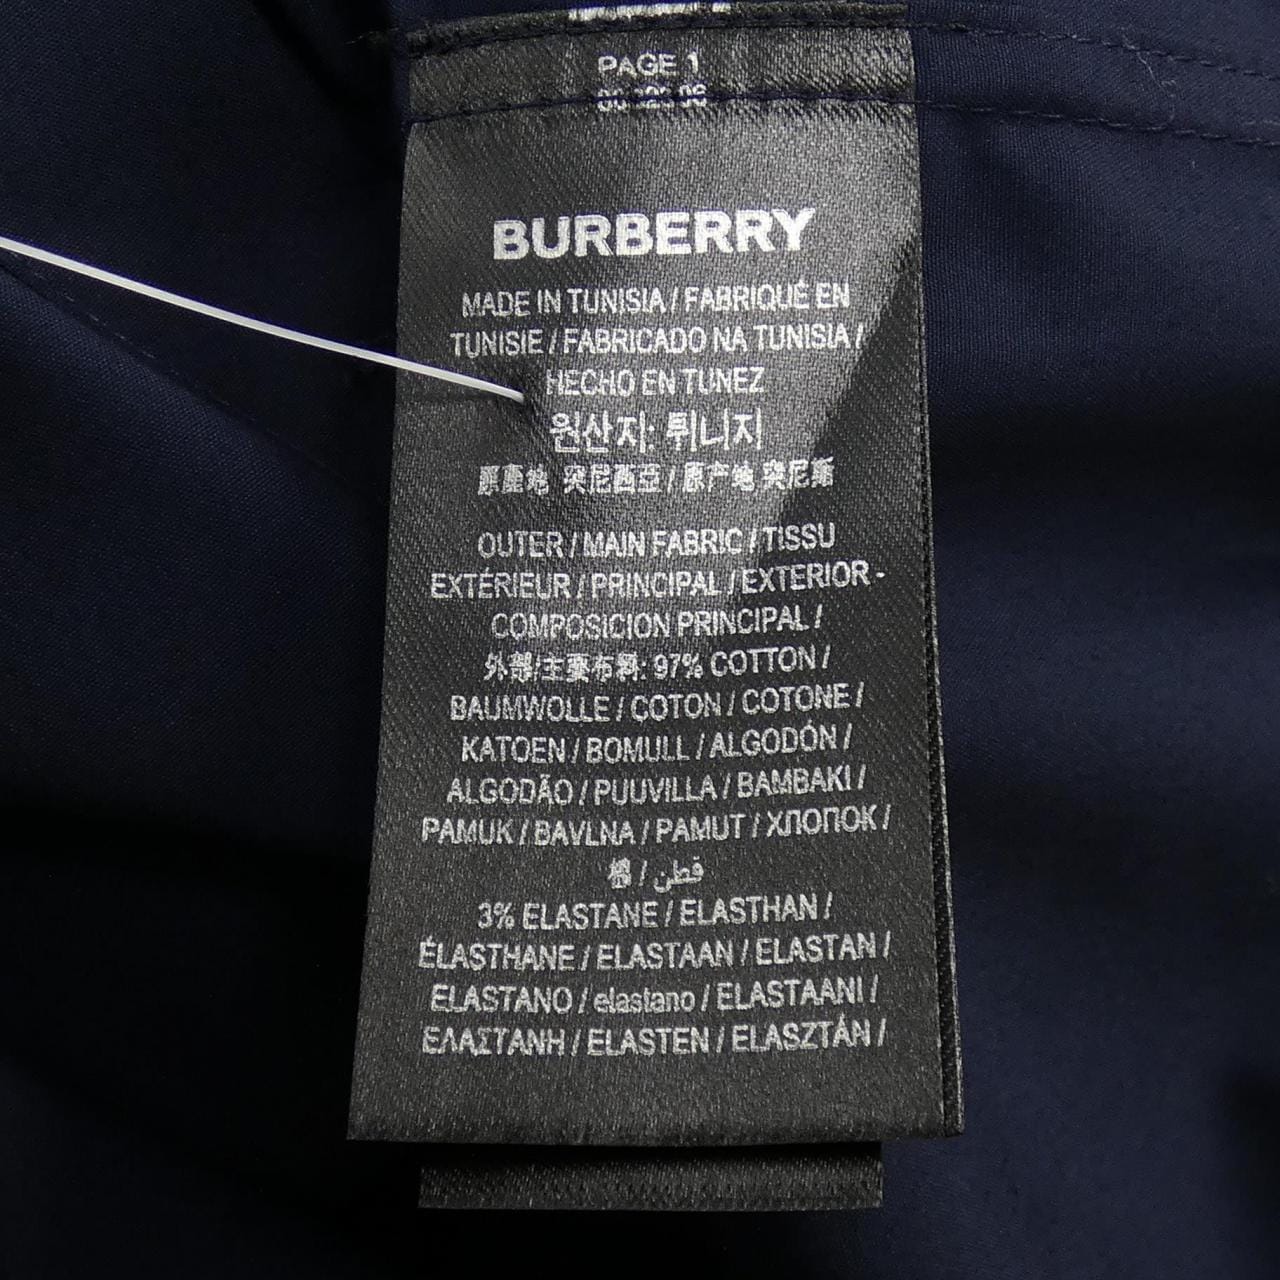 PAGE 1
BURBERRY
MADE IN TUNISIA / FABRIQUÉ EN
TUNISIE / FABRICADO NA TUNISIA /
HECHO EN TUNEZ
원산지: 튀니지
原產地 突尼西亞 / 原产地 突尼斯
OUTER / MAIN FABRIC / TISSU
EXTÉRIEUR / PRINCIPAL / EXTERIOR -
COMPOSICION PRINCIPAL /
外部/主要布料: 97% COTTON /
BAUMWOLLE / COTON / COTONE /
KATOEN / BOMULL / ALGODÓN /
ALGODÃO / PUUVILLA / BAMBAKI /
PAMUK / BAVLNA / PAMUT / ХЛОПОК /
棉 / قطن
3% ELASTANE / ELASTHAN /
ÉLASTHANE / ELASTAAN / ELASTAN /
ELASTANO / elastano / ELASTAANI /
ΕΛΑΣΤΑΝΗ / ELASTEN / ELASZTÁN /